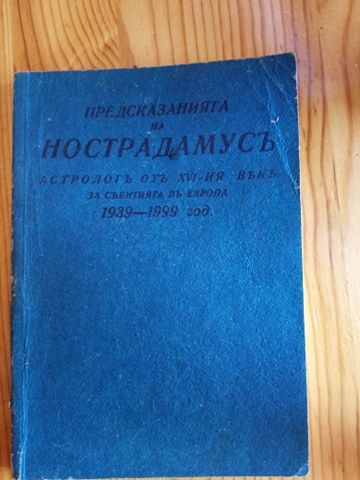 ПРЕДСКАЗАНИЯТА
НА
НОСТРАДАМУСЪ
АСТРОЛОГЪ ОТЪ XVI-ИЯ ВѢКЪ
ЗА СЪБИТИЯТА ВЪ ЕВРОПА
1939—1999 год.